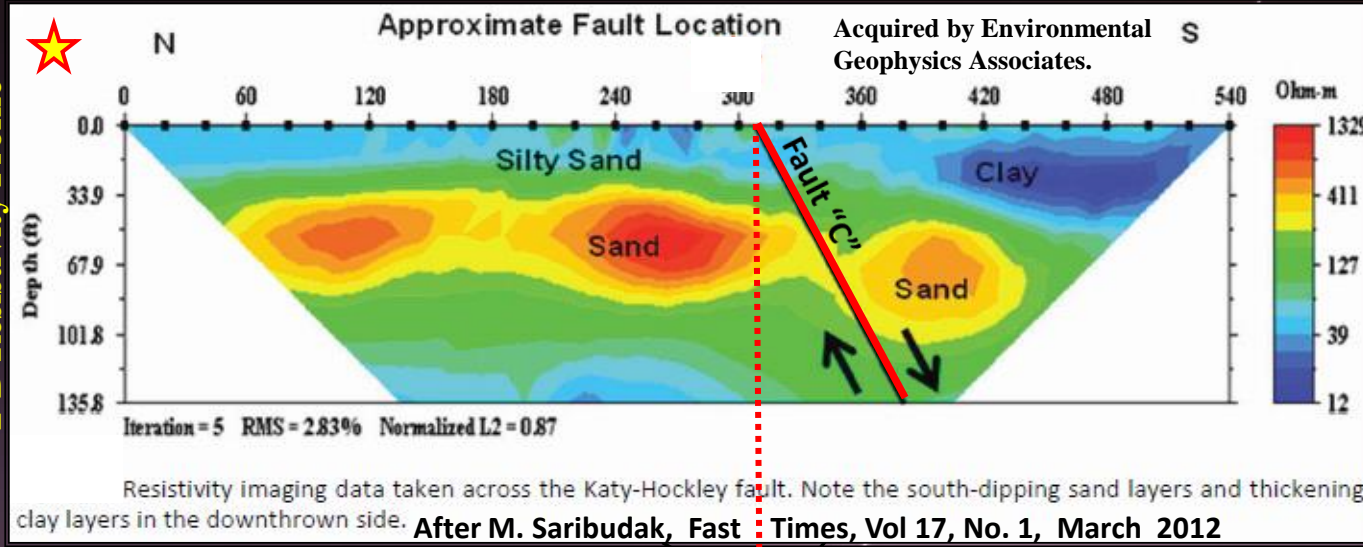 Approximate Fault Location
Acquired by Environmental
Geophysics Associates.
N
S
0 60 120 180 240 300 360 420 480 540 Ohm-m
0.0
33.9
67.9
101.8
135.8
Depth (ft)
Silty Sand
Sand
Fault "C"
Clay
Sand
1329
411
127
39
12
Iteration = 5 RMS = 2.83% Normalized L2 = 0.87
Resistivity imaging data taken across the Katy-Hockley fault. Note the south-dipping sand layers and thickening
clay layers in the downthrown side. After M. Saribudak, Fast Times, Vol 17, No. 1, March 2012